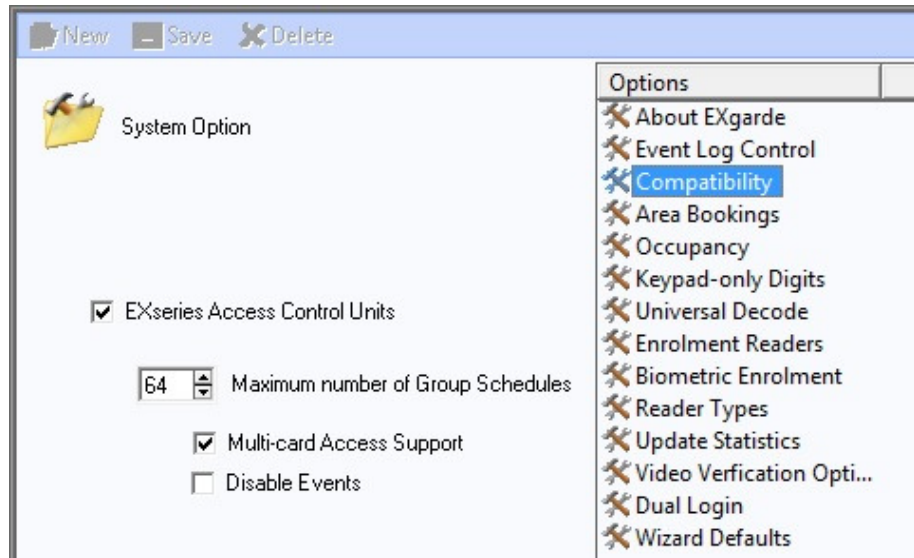 New Save Delete
System Option
EXseries Access Control Units
64 Maximum number of Group Schedules
Multi-card Access Support
Disable Events
Options
About EXgarde
Event Log Control
Compatibility
Area Bookings
Occupancy
Keypad-only Digits
Universal Decode
Enrolment Readers
Biometric Enrolment
Reader Types
Update Statistics
Video Verfication Opti...
Dual Login
Wizard Defaults